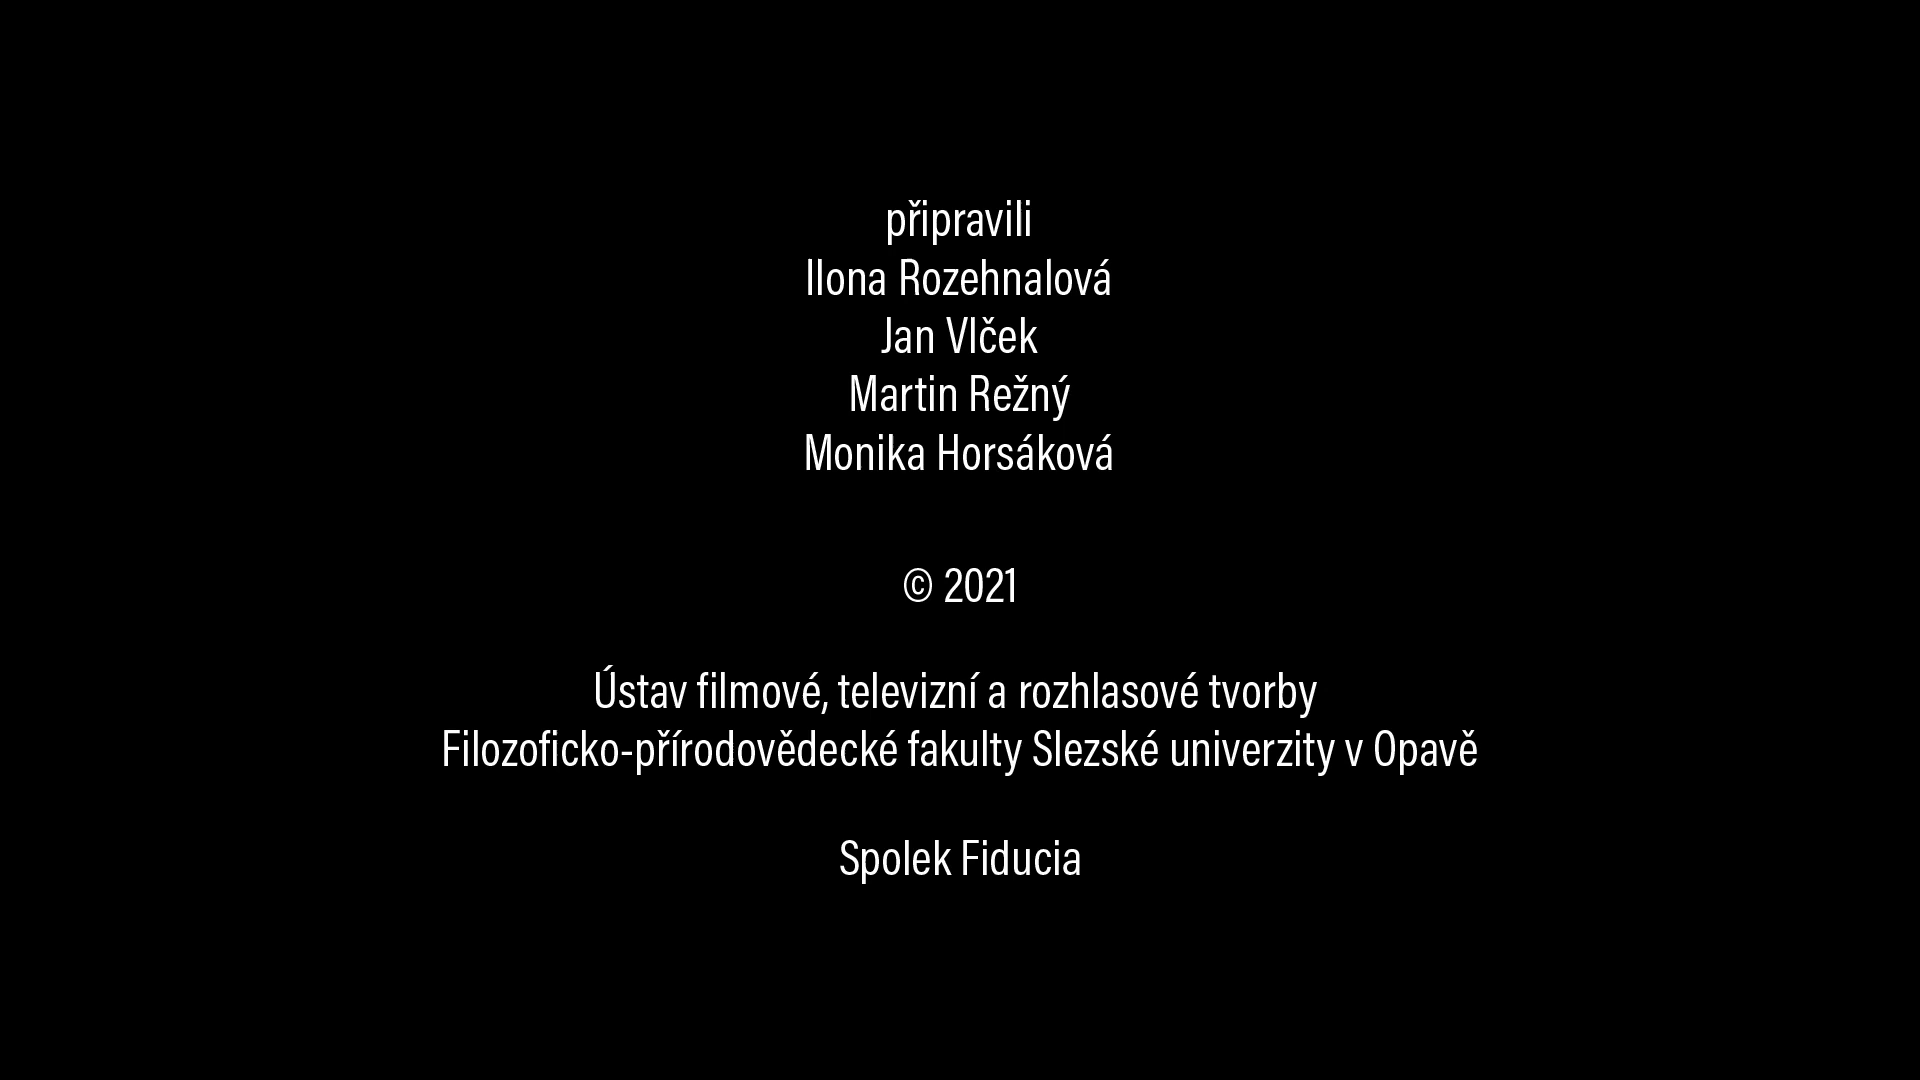 připravili
Ilona Rozehnalová
Jan Vlček
Martin Režný
Monika Horsáková
© 2021
Ústav filmové, televizní a rozhlasové tvorby
Filozoficko-přírodovědecké fakulty Slezské univerzity v Opavě
Spolek Fiducia